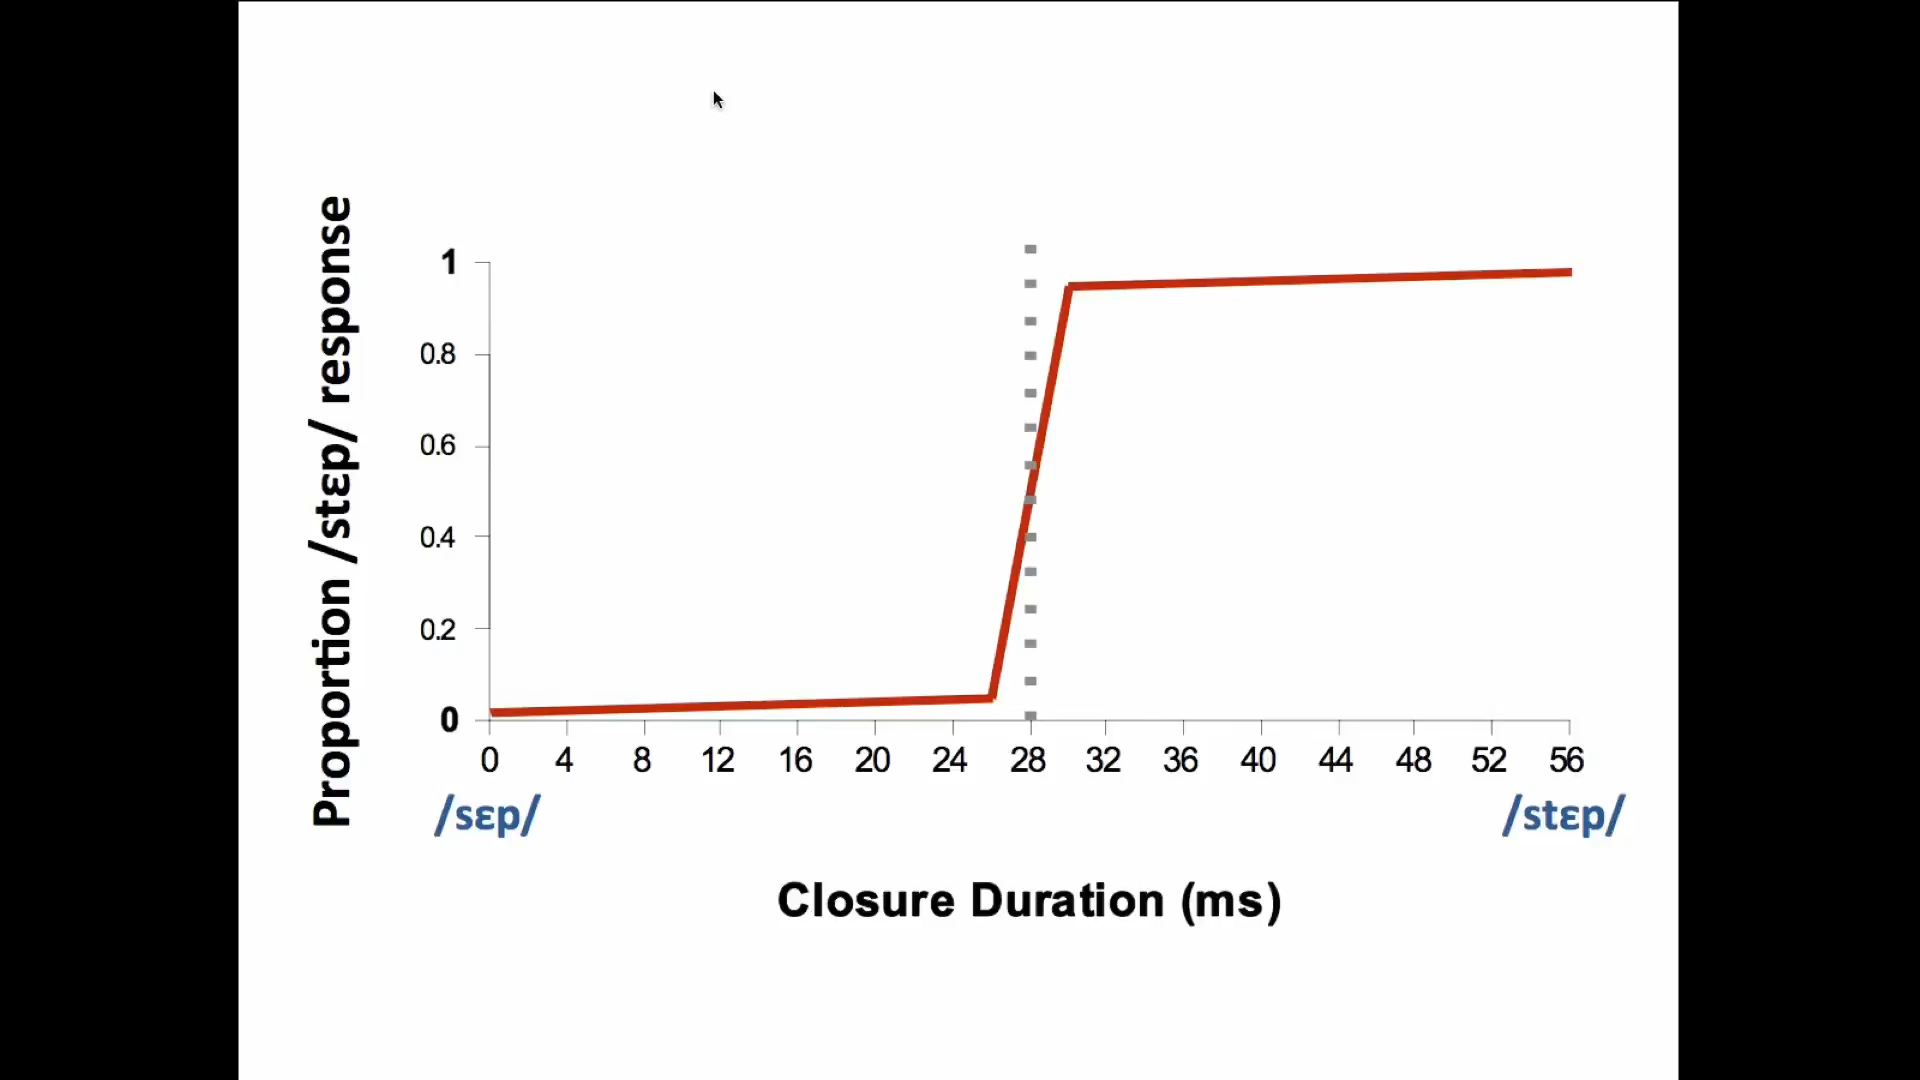 Proportion /stɛp/ response
1
0.8
0.6
0.4
0.2
0
0 4 8 12 16 20 24 28 32 36 40 44 48 52 56
/sɛp/ /stɛp/
Closure Duration (ms)